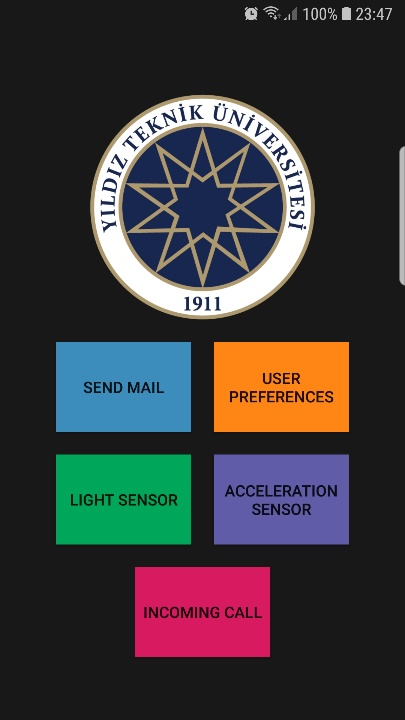 100% 23:47
YILDIZ TEKNİK ÜNİVERSİTESİ
1911
SEND MAIL
USER
PREFERENCES
LIGHT SENSOR
ACCELERATION
SENSOR
INCOMING CALL